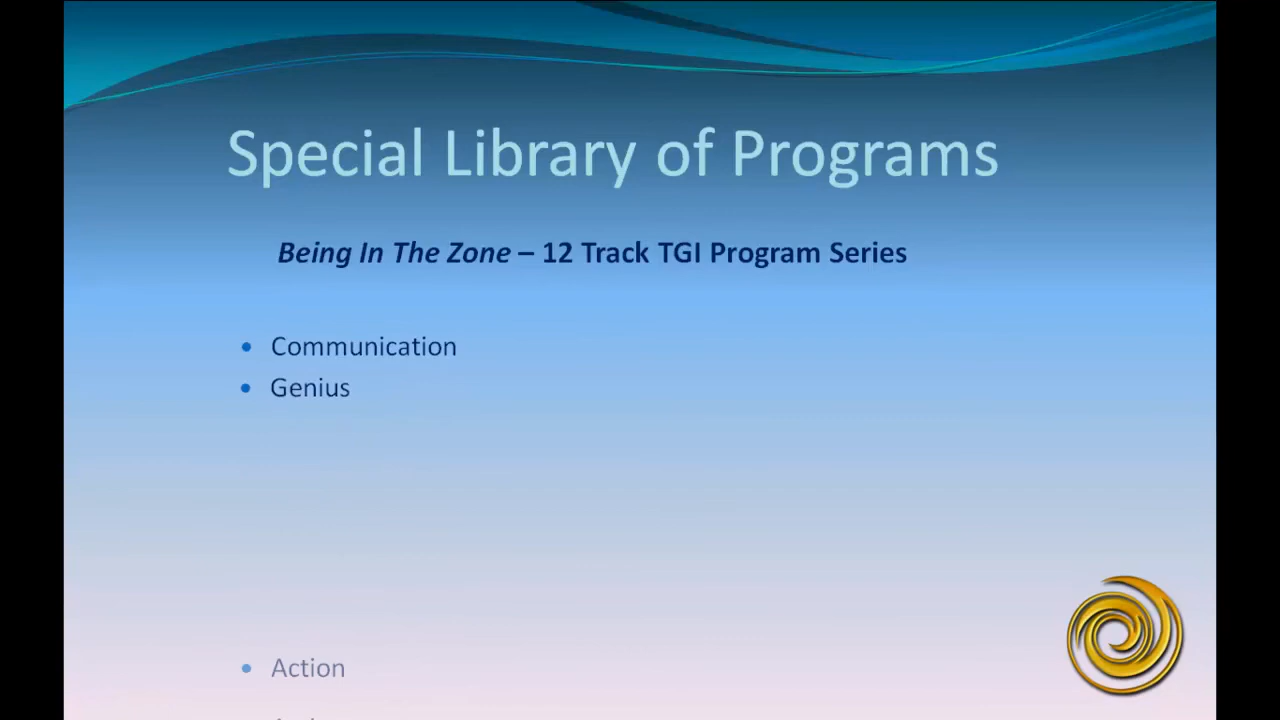 Special Library of Programs
Being In The Zone – 12 Track TGI Program Series
• Communication
• Genius
• Action